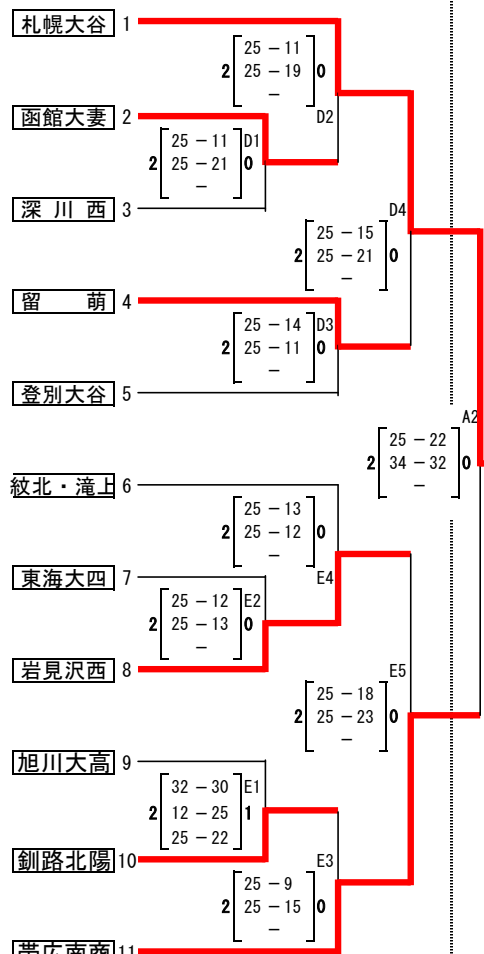 札幌大谷 1
25 − 11
2 25 − 19 0
−
D2
函館大妻 2
25 − 11 D1
2 25 − 21 0
−
深川西 3
D4
25 − 15
2 25 − 21 0
−
留 萌 4
25 − 14 D3
2 25 − 11 0
−
登別大谷 5
A2
25 − 22
2 34 − 32 0
−
紋北・滝上 6
25 − 13
2 25 − 12 0
−
E4
東海大四 7
25 − 12 E2
2 25 − 13 0
−
岩見沢西 8
E5
25 − 18
2 25 − 23 0
−
旭川大高 9
32 − 30 E1
2 12 − 25 1
25 − 22
釧路北陽 10
E3
25 − 9
2 25 − 15 0
−
帯広南商 11